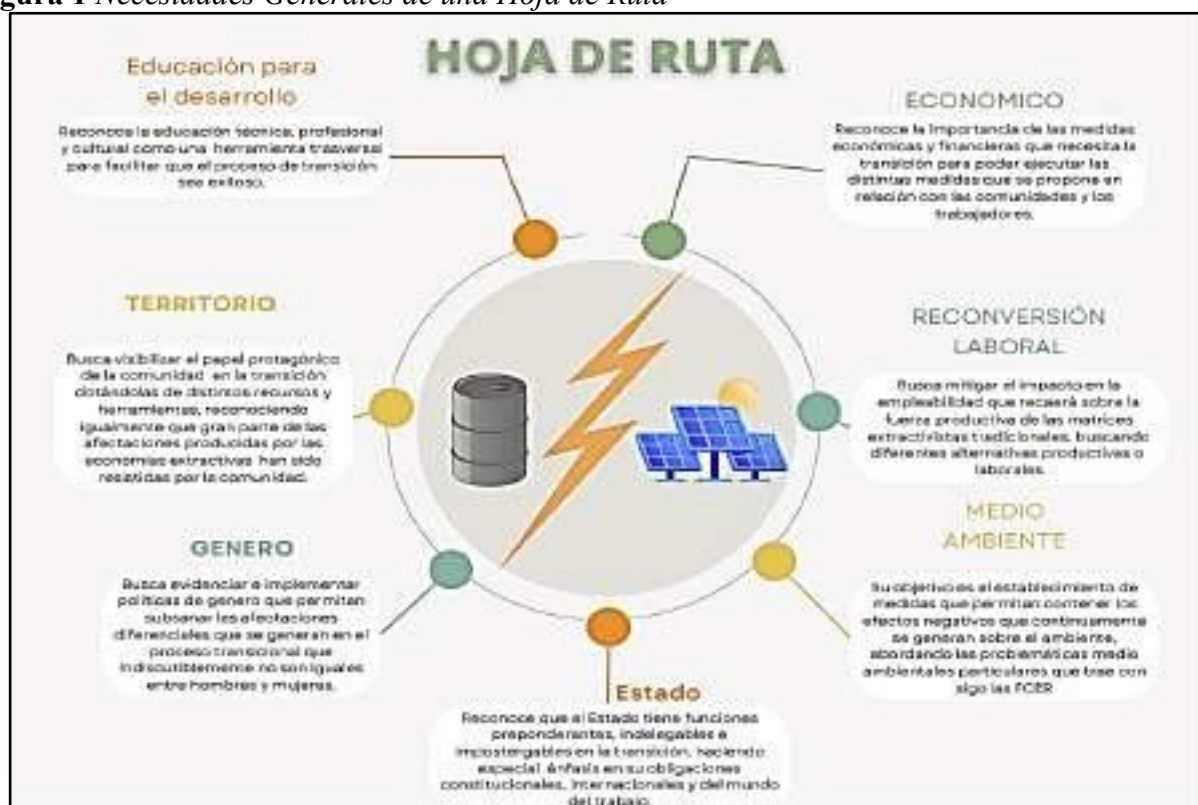 gura 1 Necesidades Generales de una Hoja de Ruta
HOJA DE RUTA
Educación para
el desarrollo
Reconoce la educación técnica, profesional
y cultural como una herramienta trasversal
para facilitar que el proceso de transición
sea exitoso.
ECONOMICO
Reconoce la importancia de las medidas
económicas y financieras que necesita la
transición para poder ejecutar las
distintas medidas que se propone en
relación con las comunidades y los
trabajadores.
TERRITORIO
Busca visibilizar el papel protagónico
de la comunidad en la transición
dotándolas de distintos recursos y
herramientas, reconociendo
igualmente que gran parte de las
afectaciones producidas por las
economías extractivas han sido
resistidas por la comunidad.
RECONVERSIÓN
LABORAL
Busca mitigar el impacto en la
empleabilidad que recaerá sobre la
fuerza productiva de las matrices
extractivistas tradicionales, buscando
diferentes alternativas productivas o
laborales.
GENERO
Busca evidenciar e implementar
políticas de genero que permitan
subsanar las afectaciones
diferenciales que se generan en el
proceso transicional que
indiscutiblemente no son iguales
entre hombres y mujeres.
MEDIO
AMBIENTE
Su objetivo es el establecimiento de
medidas que permitan contener los
efectos negativos que continuamente
se generan sobre el ambiente,
abordando las problemáticas medio
ambientales particulares que trae con
sigo las FCER
Estado
Reconoce que el Estado tiene funciones
preponderantes, indelegables e
impostergables en la transición, haciendo
especial énfasis en su obligaciones
constitucionales, internacionales y del mundo
del trabajo.